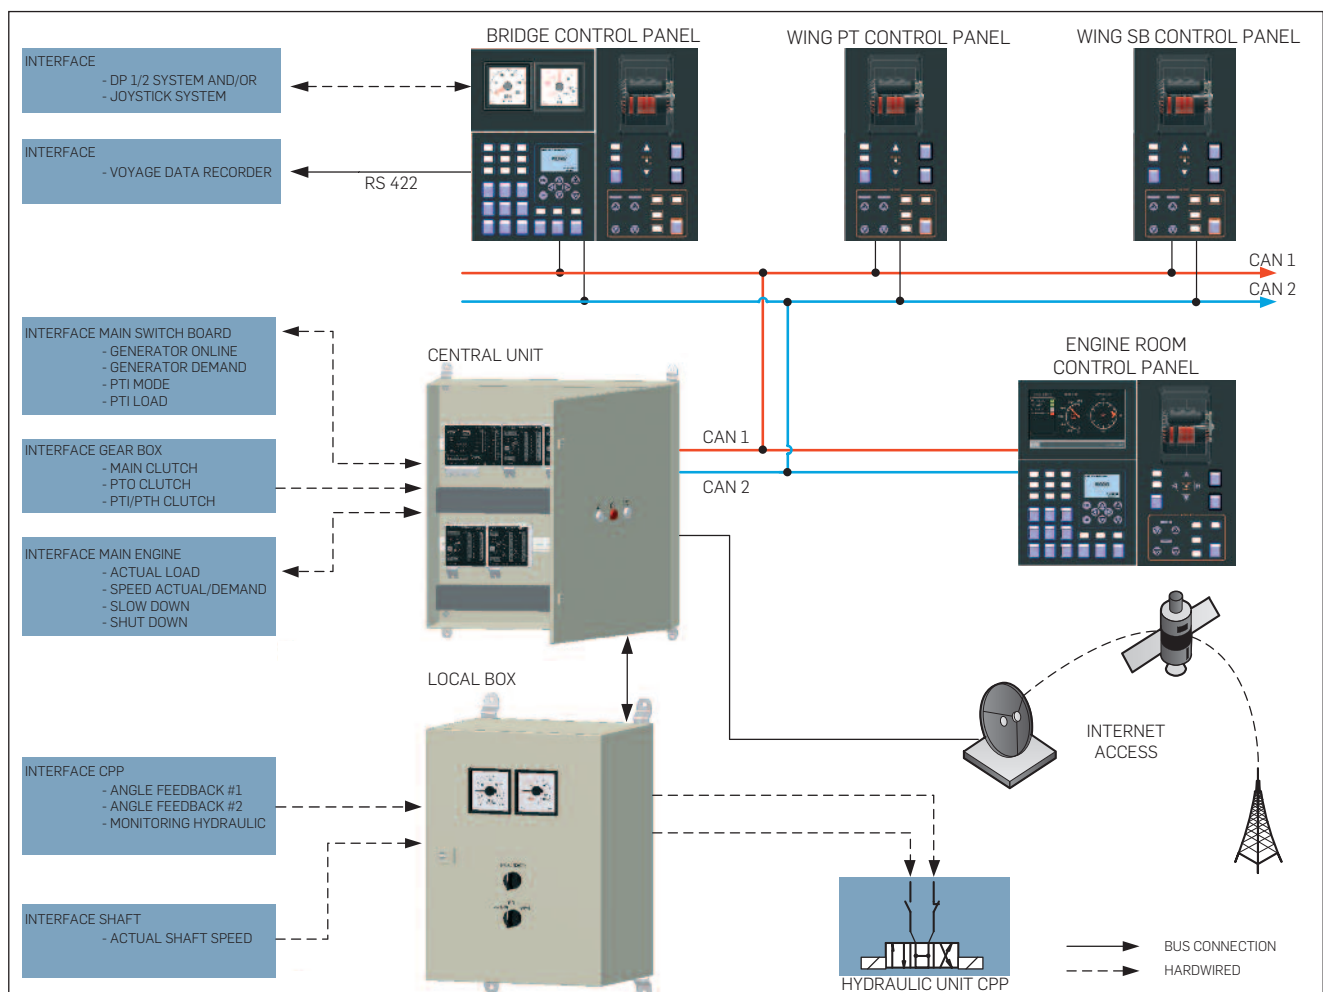 BRIDGE CONTROL PANEL
WING PT CONTROL PANEL
WING SB CONTROL PANEL
INTERFACE
- DP 1/2 SYSTEM AND/OR
- JOYSTICK SYSTEM
INTERFACE
- VOYAGE DATA RECORDER
RS 422
CAN 1
CAN 2
INTERFACE MAIN SWITCH BOARD
- GENERATOR ONLINE
- GENERATOR DEMAND
- PTI MODE
- PTI LOAD
CENTRAL UNIT
ENGINE ROOM
CONTROL PANEL
INTERFACE GEAR BOX
- MAIN CLUTCH
- PTO CLUTCH
- PTI/PTH CLUTCH
CAN 1
CAN 2
INTERFACE MAIN ENGINE
- ACTUAL LOAD
- SPEED ACTUAL/DEMAND
- SLOW DOWN
- SHUT DOWN
LOCAL BOX
INTERNET
ACCESS
INTERFACE CPP
- ANGLE FEEDBACK #1
- ANGLE FEEDBACK #2
- MONITORING HYDRAULIC
INTERFACE SHAFT
- ACTUAL SHAFT SPEED
HYDRAULIC UNIT CPP
BUS CONNECTION
HARDWIRED